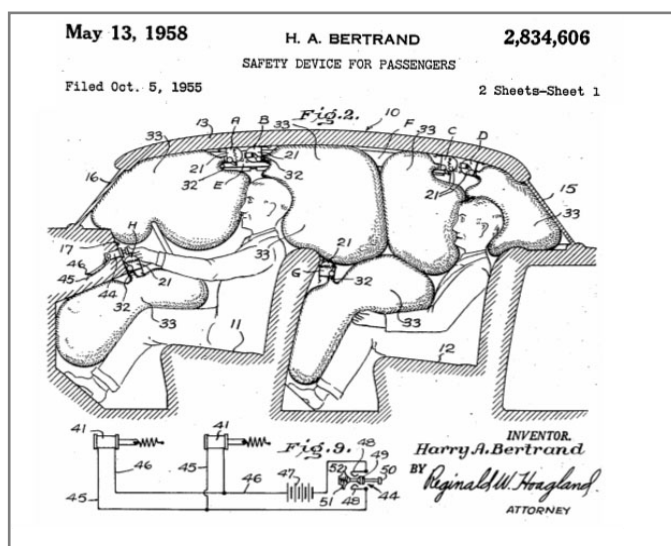 May 13, 1958 H. A. BERTRAND 2,834,606
SAFETY DEVICE FOR PASSENGERS
Filed Oct. 5, 1955 2 Sheets-Sheet 1
Fig. 2.
33 13 A B 33 10 F 33 C D
16 21 32 E 21 32 21 15
H 33
17 33 21
46 G 32
45 44 21
32
33 11 33 12
41 41 Fig. 9. 48 49
46 45 46 47 52 50
45 51 48 44
INVENTOR.
Harry A. Bertrand
BY
Reginald W. Hoagland.
ATTORNEY